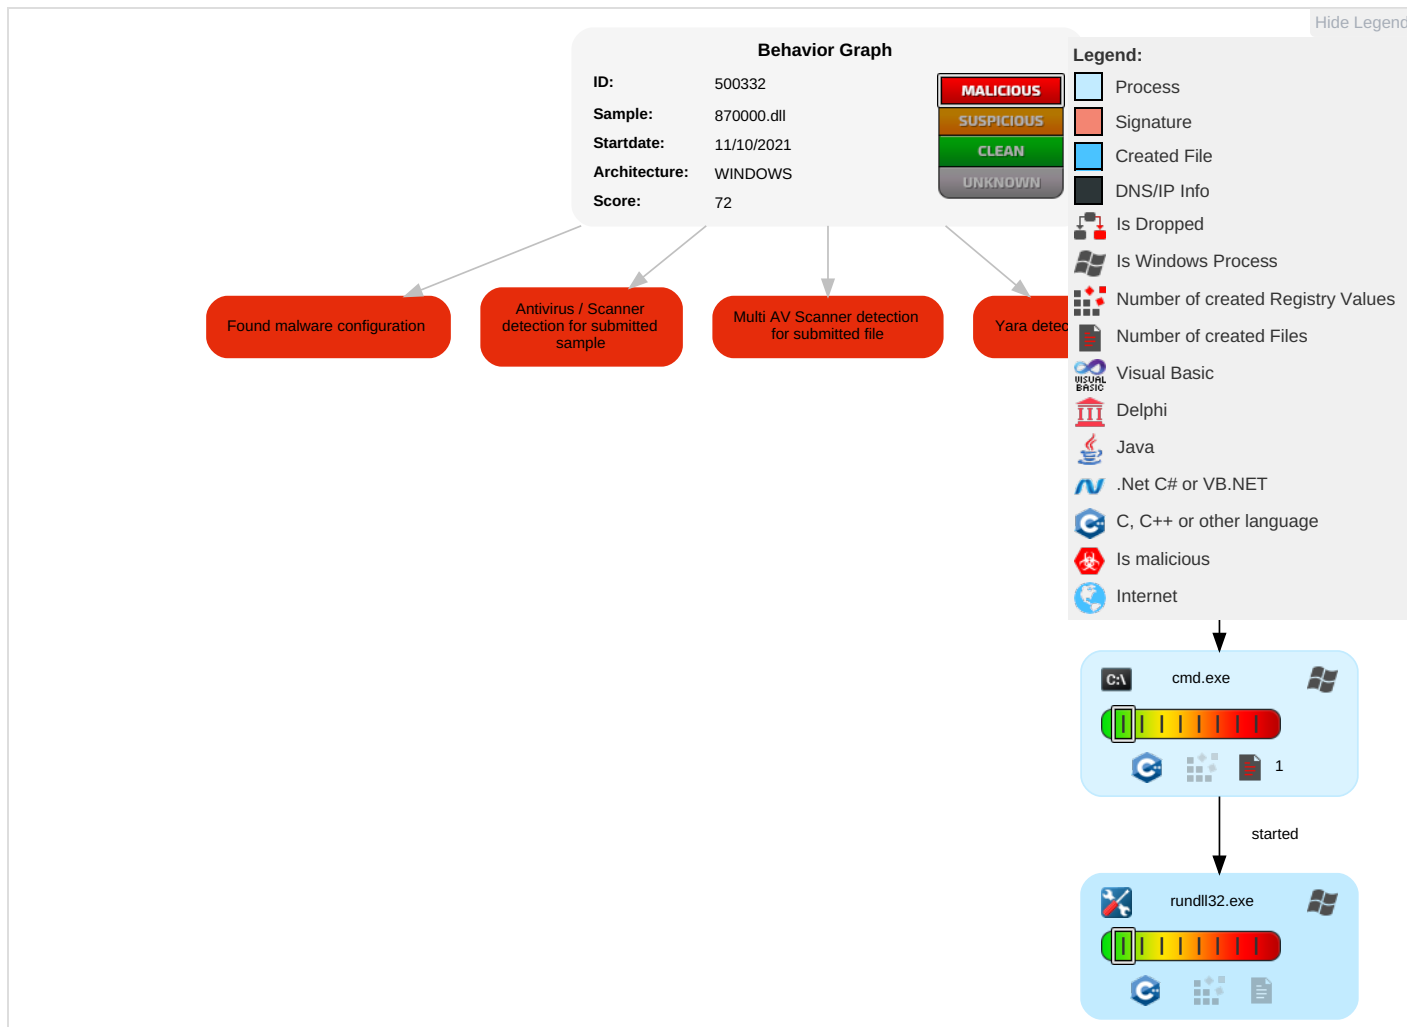 Hide Legend
Behavior Graph
ID: 500332
Sample: 870000.dll
Startdate: 11/10/2021
Architecture: WINDOWS
Score: 72
MALICIOUS
SUSPICIOUS
CLEAN
UNKNOWN
Legend:
Process
Signature
Created File
DNS/IP Info
Is Dropped
Is Windows Process
Number of created Registry Values
Number of created Files
VISUAL
BASIC
Visual Basic
Delphi
Java
.Net C# or VB.NET
C, C++ or other language
Is malicious
Internet
Found malware configuration
Antivirus / Scanner
detection for submitted
sample
Multi AV Scanner detection
for submitted file
Yara
C:\
cmd.exe
1
started
rundll32.exe